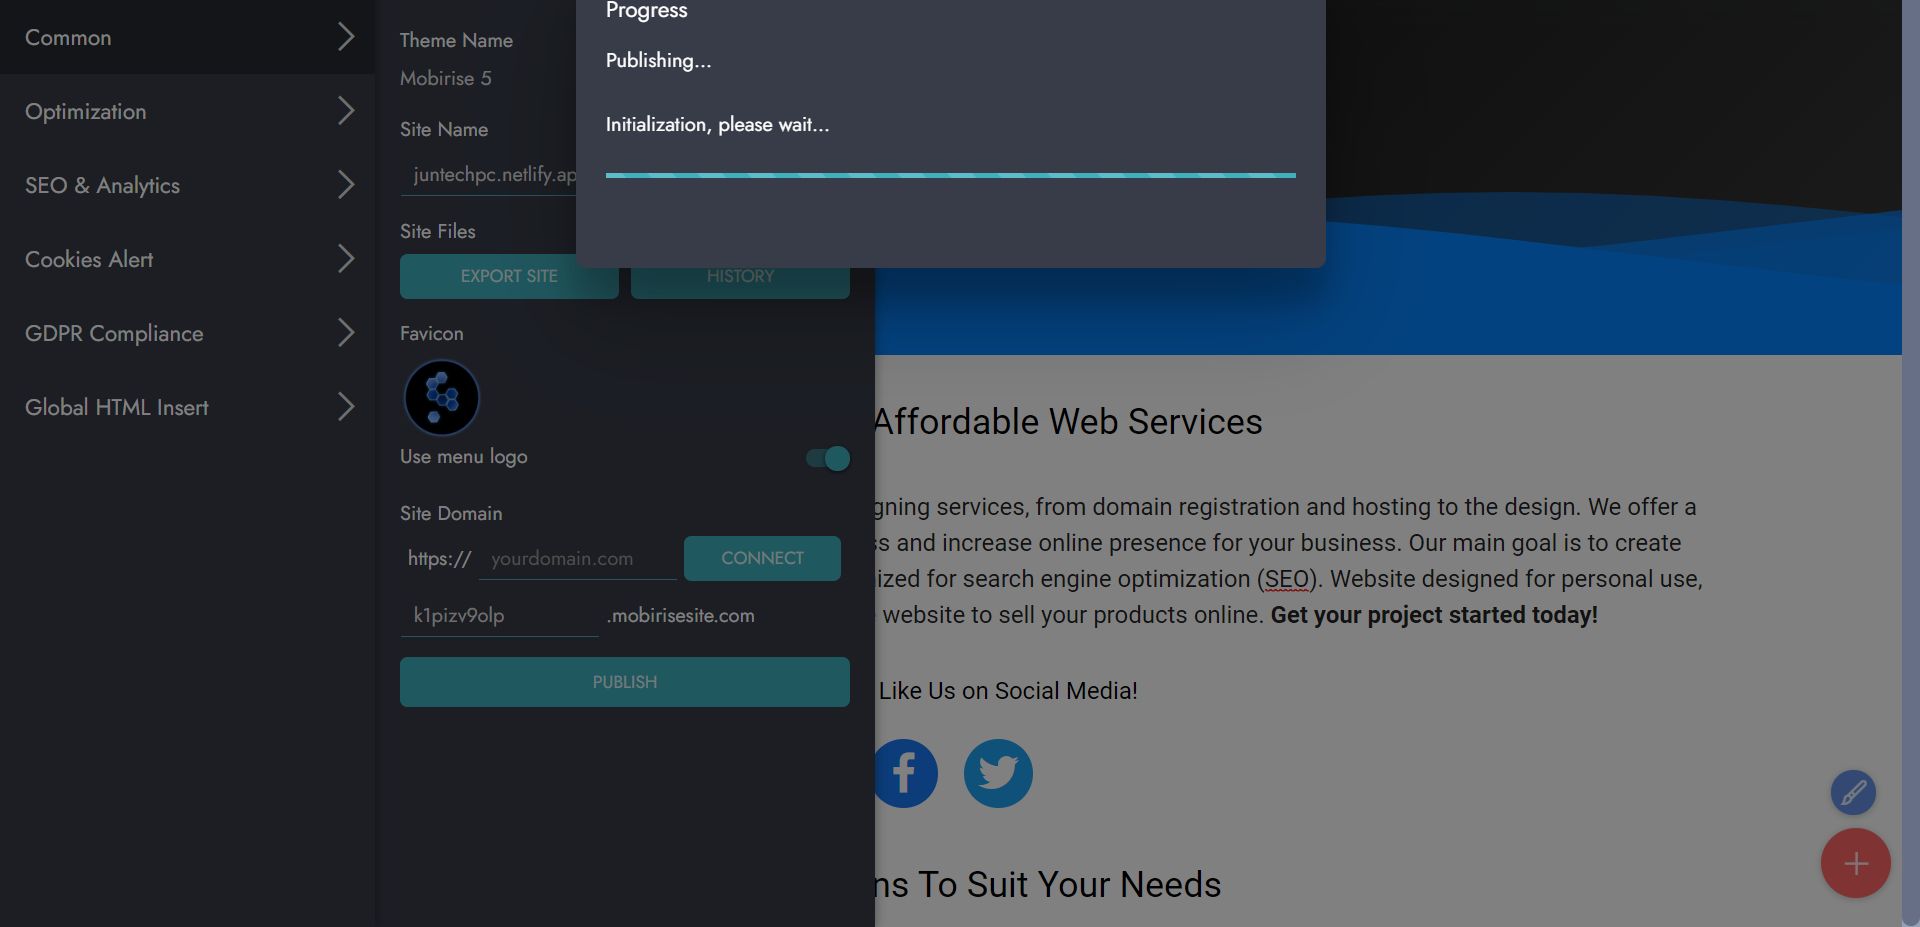 Common
Optimization
SEO & Analytics
Cookies Alert
GDPR Compliance
Global HTML Insert
Theme Name
Mobirise 5
Site Name
juntechpc.netlify.ap
Site Files
EXPORT SITE
HISTORY
Favicon
Use menu logo
Site Domain
https://
yourdomain.com
CONNECT
k1pizv9olp
.mobirisesite.com
PUBLISH
Progress
Publishing...
Initialization, please wait...
Affordable Web Services
gning services, from domain registration and hosting to the design. We offer a
ss and increase online presence for your business. Our main goal is to create
ized for search engine optimization (SEO). Website designed for personal use,
website to sell your products online. Get your project started today!
Like Us on Social Media!
ns To Suit Your Needs